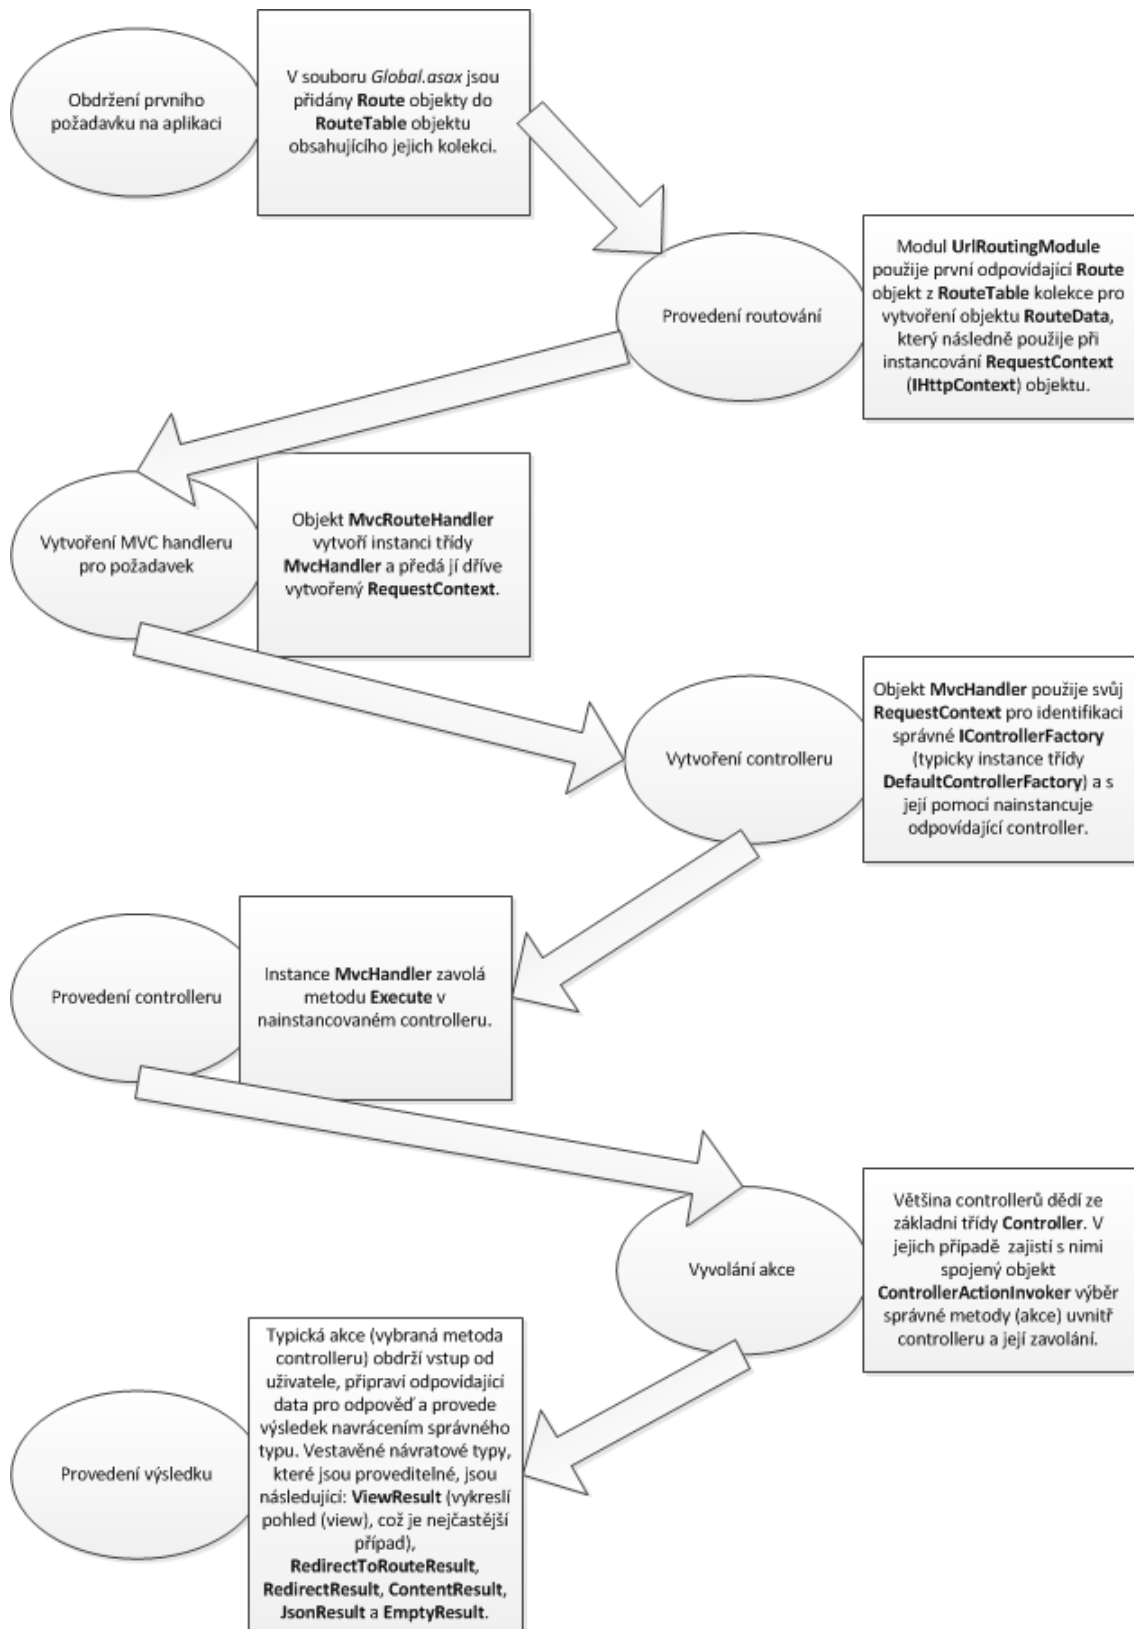 Obdržení prvního
požadavku na aplikaci
V souboru Global.asax jsou
přidány Route objekty do
RouteTable objektu
obsahujícího jejich kolekci.
Provedení routování
Modul UrlRoutingModule
použije první odpovídající Route
objekt z RouteTable kolekce pro
vytvoření objektu RouteData,
který následně použije při
instancování RequestContext
(IHttpContext) objektu.
Vytvoření MVC handleru
pro požadavek
Objekt MvcRouteHandler
vytvoří instanci třídy
MvcHandler a předá jí dříve
vytvořený RequestContext.
Vytvoření controlleru
Objekt MvcHandler použije svůj
RequestContext pro identifikaci
správné IControllerFactory
(typicky instance třídy
DefaultControllerFactory) a s
její pomocí nainstancuje
odpovídající controller.
Provedení controlleru
Instance MvcHandler zavolá
metodu Execute v
nainstancovaném controlleru.
Vyvolání akce
Většina controllerů dědí ze
základní třídy Controller. V
jejich případě zajistí s nimi
spojený objekt
ControllerActionInvoker výběr
správné metody (akce) uvnitř
controlleru a její zavolání.
Provedení výsledku
Typická akce (vybraná metoda
controlleru) obdrží vstup od
uživatele, připraví odpovídající
data pro odpověď a provede
výsledek navrácením správného
typu. Vestavěné návratové typy,
které jsou proveditelné, jsou
následující: ViewResult (vykreslí
pohled (view), což je nejčastější
případ),
RedirectToRouteResult,
RedirectResult, ContentResult,
JsonResult a EmptyResult.